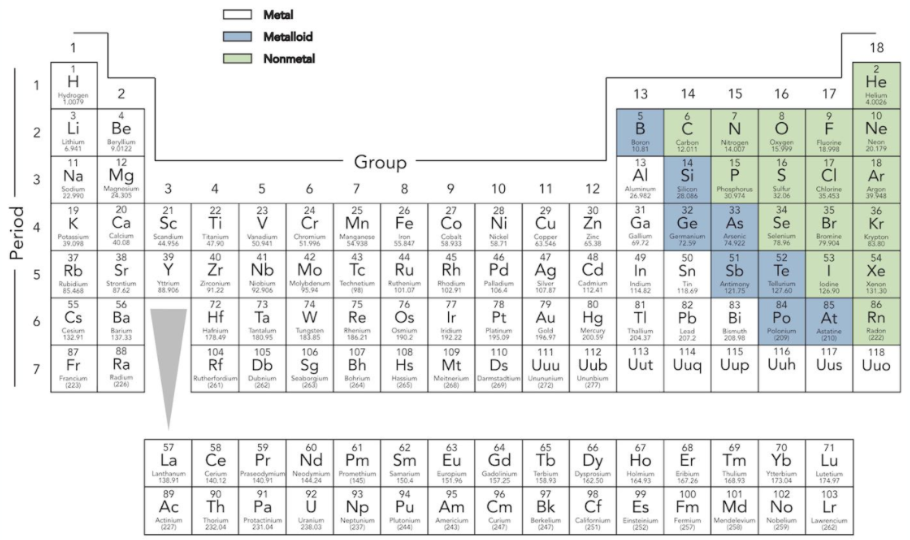 Metal
Metalloid
Nonmetal
1 18
1 2
H He
Hydrogen Helium
1.0079 4.0026
1
2 13 14 15 16 17
3 4 5 6 7 8 9 10
Li Be B C N O F Ne
Lithium Beryllium Boron Carbon Nitrogen Oxygen Fluorine Neon
6.941 9.0122 10.81 12.011 14.007 15.999 18.998 20.179
2
Group
11 12 13 14 15 16 17 18
Na Mg Al Si P S Cl Ar
Sodium Magnesium Aluminum Silicon Phosphorus Sulfur Chlorine Argon
22.990 24.305 26.982 28.086 30.974 32.06 35.453 39.948
3
3 4 5 6 7 8 9 10 11 12
Period
19 20 21 22 23 24 25 26 27 28 29 30 31 32 33 34 35 36
K Ca Sc Ti V Cr Mn Fe Co Ni Cu Zn Ga Ge As Se Br Kr
Potassium Calcium Scandium Titanium Vanadium Chromium Manganese Iron Cobalt Nickel Copper Zinc Gallium Germanium Arsenic Selenium Bromine Krypton
39.098 40.08 44.956 47.90 50.941 51.996 54.938 55.847 58.933 58.71 63.546 65.38 69.72 72.59 74.922 78.96 79.904 83.80
4
37 38 39 40 41 42 43 44 45 46 47 48 49 50 51 52 53 54
Rb Sr Y Zr Nb Mo Tc Ru Rh Pd Ag Cd In Sn Sb Te I Xe
Rubidium Strontium Yttrium Zirconium Niobium Molybdenum Technetium Ruthenium Rhodium Palladium Silver Cadmium Indium Tin Antimony Tellurium Iodine Xenon
85.468 87.62 88.906 91.22 92.906 95.94 (98) 101.07 102.91 106.4 107.87 112.41 114.82 118.69 121.75 127.60 126.90 131.30
5
55 56 72 73 74 75 76 77 78 79 80 81 82 83 84 85 86
Cs Ba Hf Ta W Re Os Ir Pt Au Hg Tl Pb Bi Po At Rn
Cesium Barium Hafnium Tantalum Tungsten Rhenium Osmium Iridium Platinum Gold Mercury Thallium Lead Bismuth Polonium Astatine Radon
132.91 137.33 178.49 180.95 183.85 186.21 190.2 192.22 195.09 196.97 200.59 204.37 207.2 208.98 (209) (210) (222)
6
87 88 104 105 106 107 108 109 110 111 112 113 114 115 116 117 118
Fr Ra Rf Db Sg Bh Hs Mt Ds Uuu Uub Uut Uuq Uup Uuh Uus Uuo
Francium Radium Rutherfordium Dubnium Seaborgium Bohrium Hassium Meitnerium Darmstadtium Unununium Ununbium
(223) (226) (261) (262) (263) (264) (265) (268) (269) (272) (277)
7
57 58 59 60 61 62 63 64 65 66 67 68 69 70 71
La Ce Pr Nd Pm Sm Eu Gd Tb Dy Ho Er Tm Yb Lu
Lanthanum Cerium Praseodymium Neodymium Promethium Samarium Europium Gadolinium Terbium Dysprosium Holmium Eribium Thulium Ytterbium
138.91 140.12 140.91 144.24 (145) 150.4 151.96 157.25 158.93 162.50 164.93 167.26 168.93 173.04 174.97
89 90 91 92 93 94 95 96 97 98 99 100 101 102 103
Ac Th Pa U Np Pu Am Cm Bk Cf Es Fm Md No Lr
Actinium Thorium Protactinium Uranium Neptunium Plutonium Americium Curium Berkelium Californium Einsteinium Fermium Mendelevium Nobelium Lawrencium
(227) 232.04 231.04 238.03 (237) (244) (243) (247) (247) (251) (252) (257) (258) (259) (262)